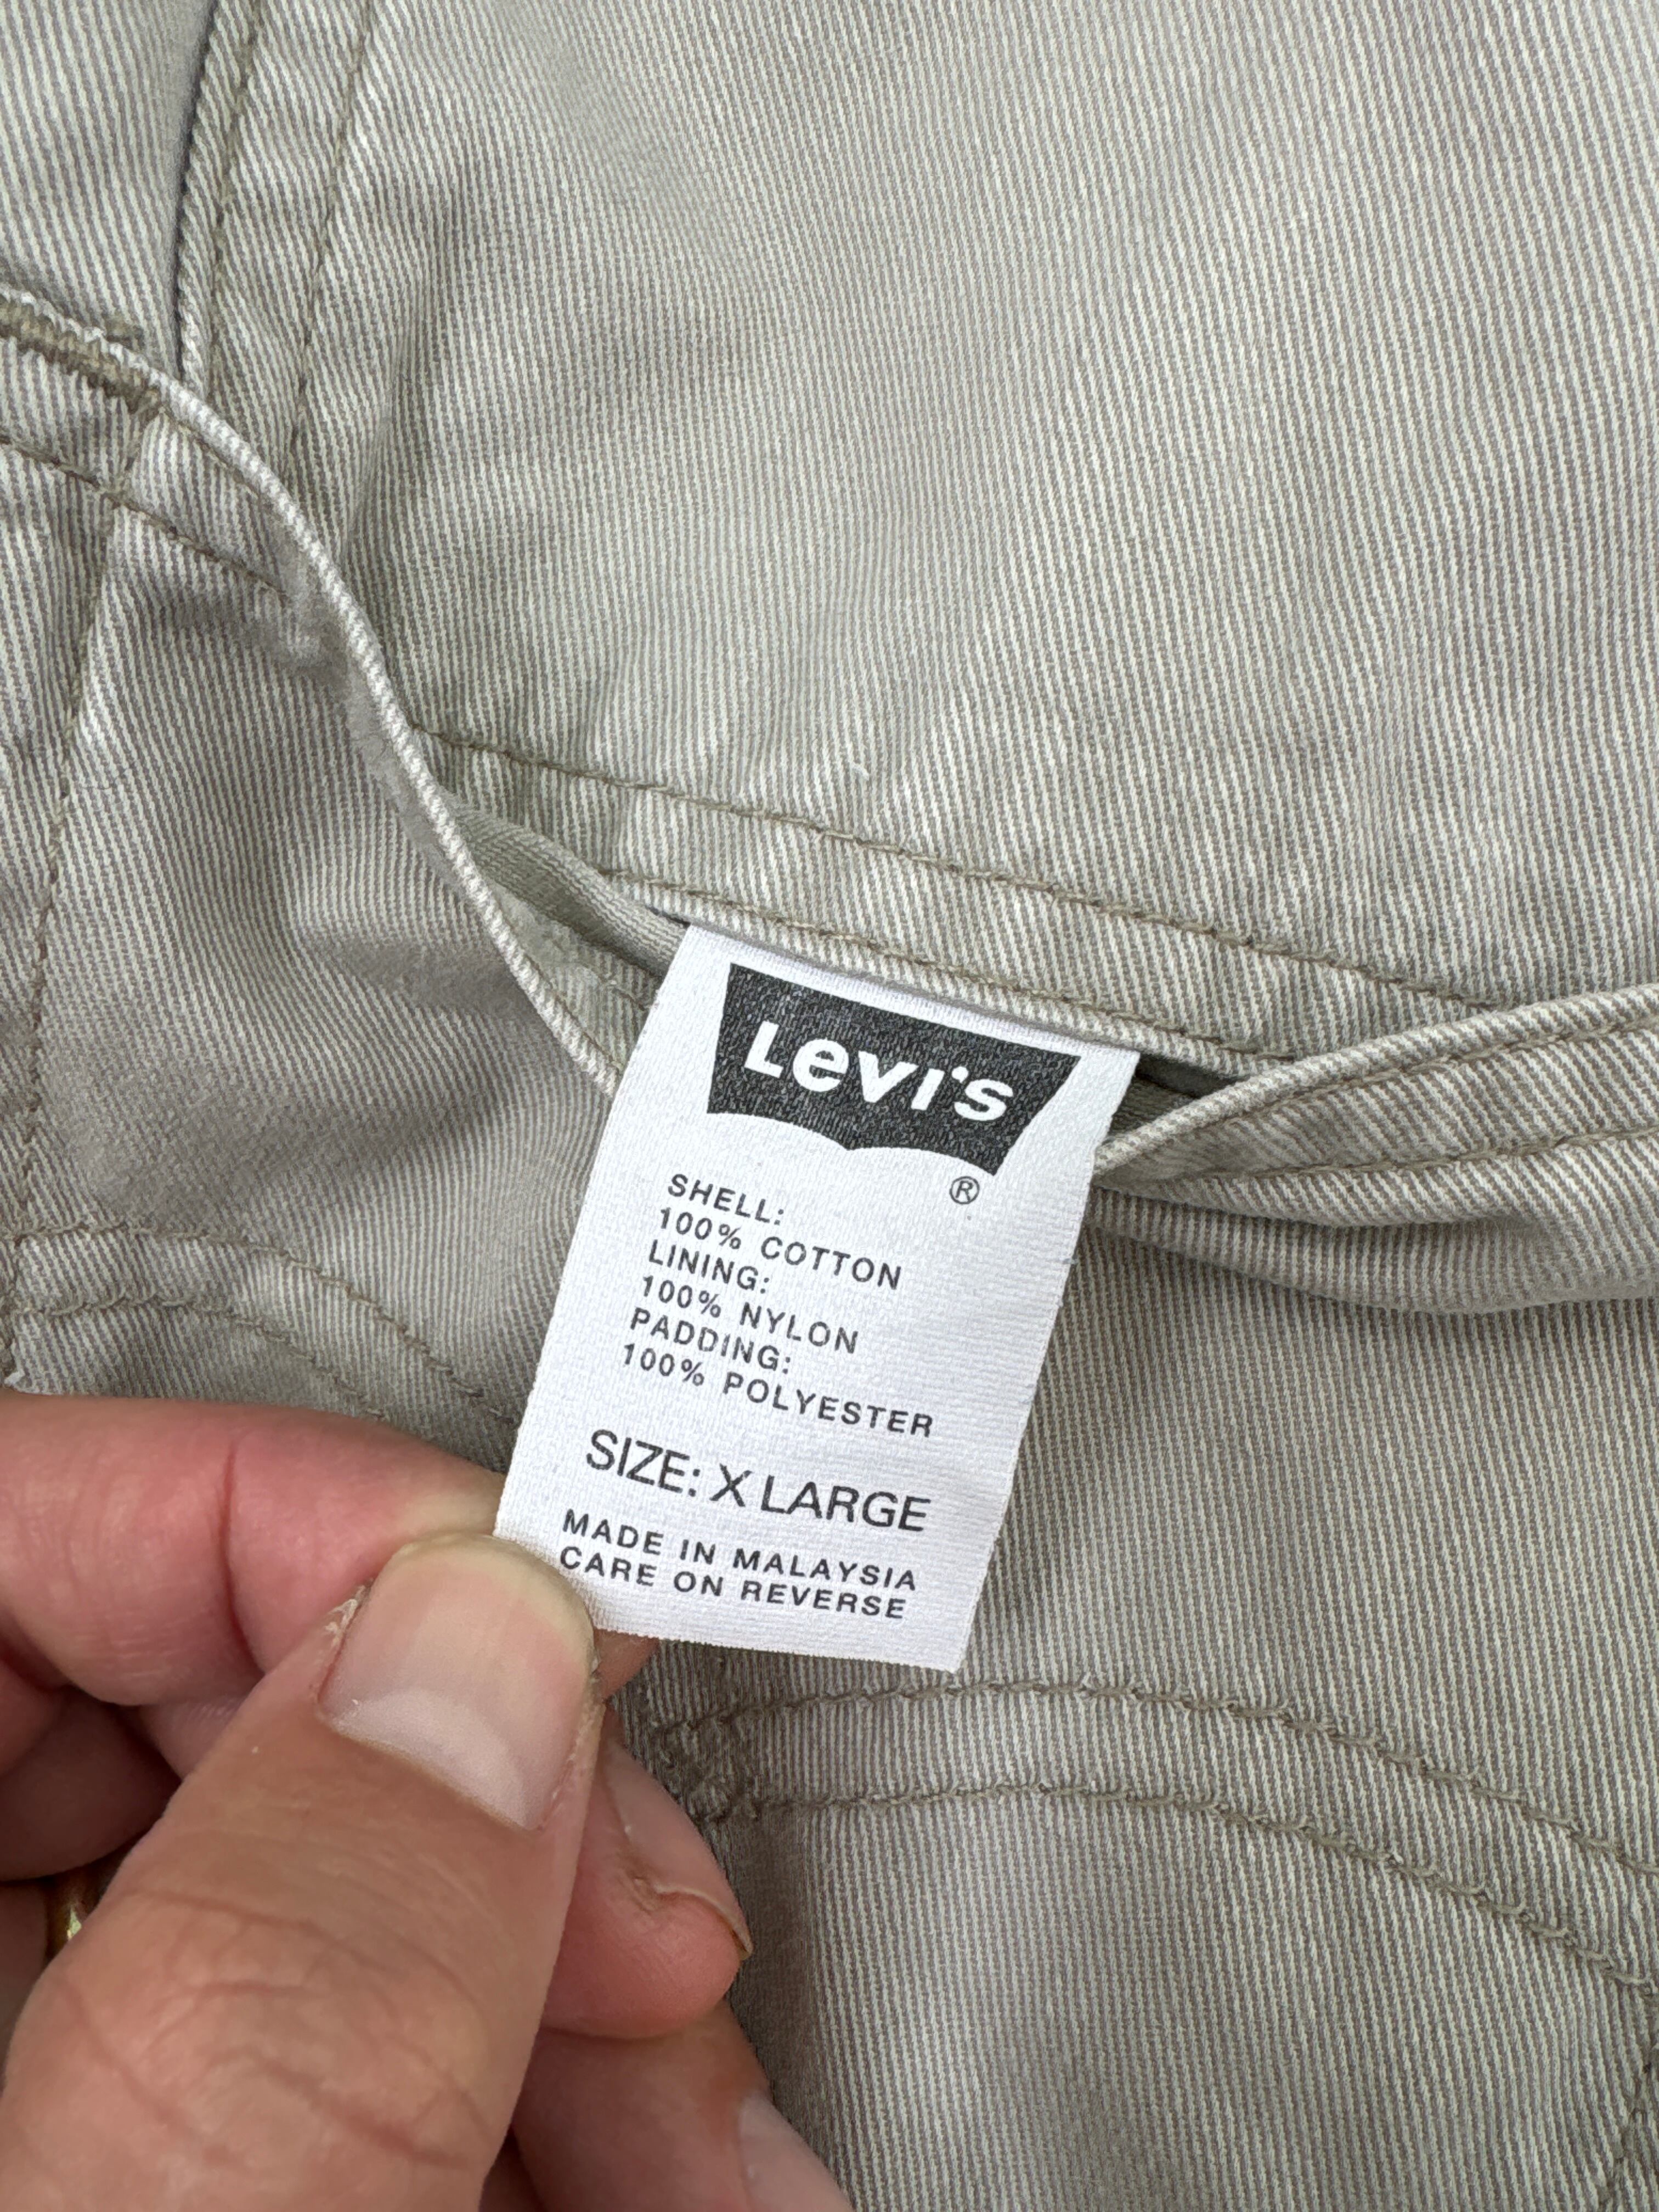 Levi's
®
SHELL:
100% COTTON
LINING:
100% NYLON
PADDING:
100% POLYESTER
SIZE: X LARGE
MADE IN MALAYSIA
CARE ON REVERSE